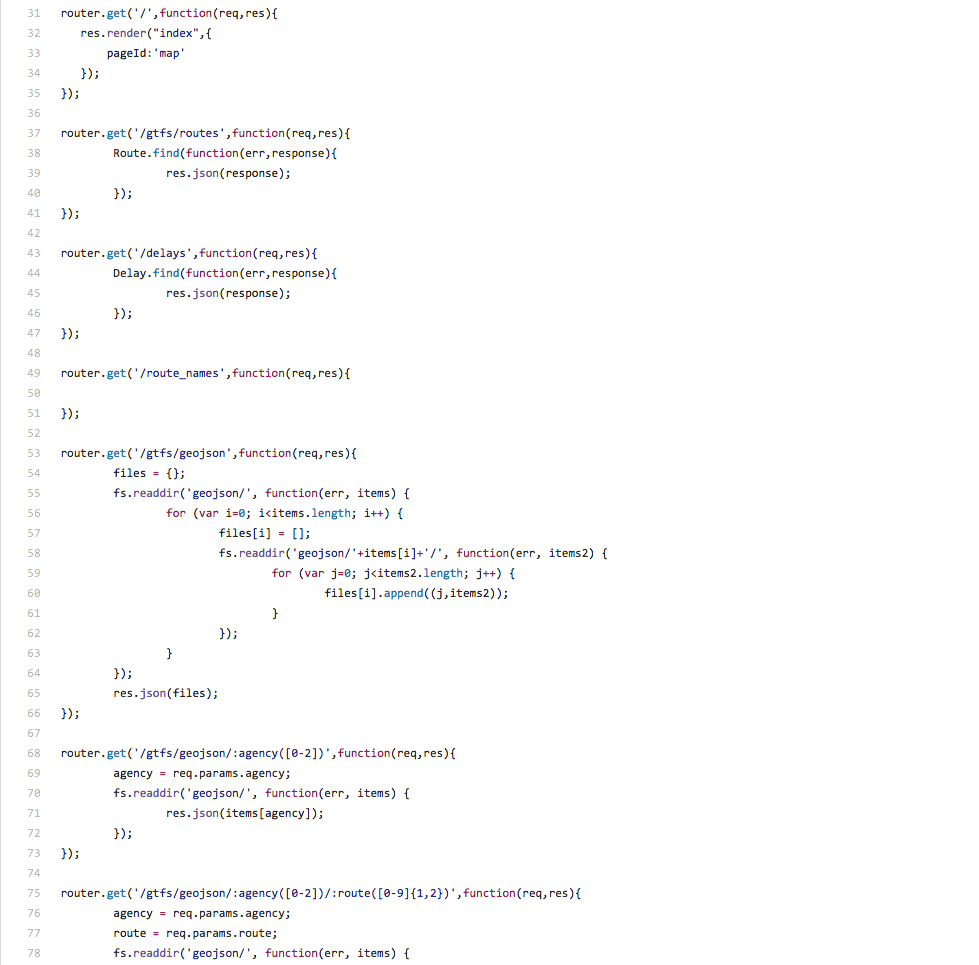 31 router.get('/',function(req,res){
32    res.render("index",{
33        pageId:'map'
34    });
35 });
36
37 router.get('/gtfs/routes',function(req,res){
38         Route.find(function(err,response){
39                 res.json(response);
40         });
41 });
42
43 router.get('/delays',function(req,res){
44         Delay.find(function(err,response){
45                 res.json(response);
46         });
47 });
48
49 router.get('/route_names',function(req,res){
50
51 });
52
53 router.get('/gtfs/geojson',function(req,res){
54         files = {};
55         fs.readdir('geojson/', function(err, items) {
56                 for (var i=0; i<items.length; i++) {
57                         files[i] = [];
58                         fs.readdir('geojson/'+items[i]+'/', function(err, items2) {
59                                 for (var j=0; j<items2.length; j++) {
60                                         files[i].append((j,items2));
61                                 }
62                         });
63                 }
64         });
65         res.json(files);
66 });
67
68 router.get('/gtfs/geojson/:agency([0-2])',function(req,res){
69         agency = req.params.agency;
70         fs.readdir('geojson/', function(err, items) {
71                 res.json(items[agency]);
72         });
73 });
74
75 router.get('/gtfs/geojson/:agency([0-2])/:route([0-9]{1,2})',function(req,res){
76         agency = req.params.agency;
77         route = req.params.route;
78         fs.readdir('geojson/', function(err, items) {